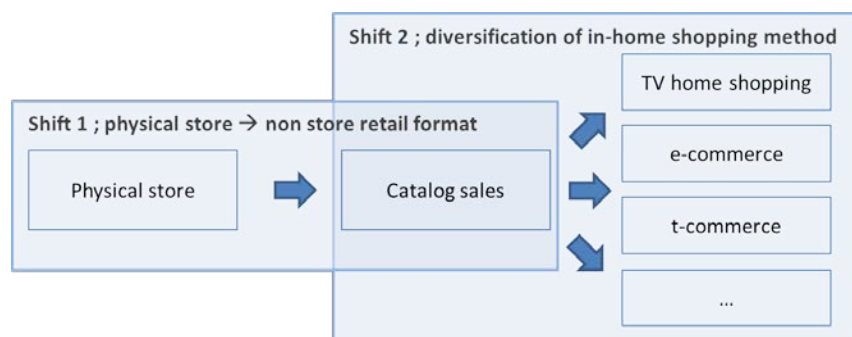 Shift 2 ; diversification of in-home shopping method
TV home shopping
Shift 1 ; physical store → non store retail format
e-commerce
Physical store
Catalog sales
t-commerce
...